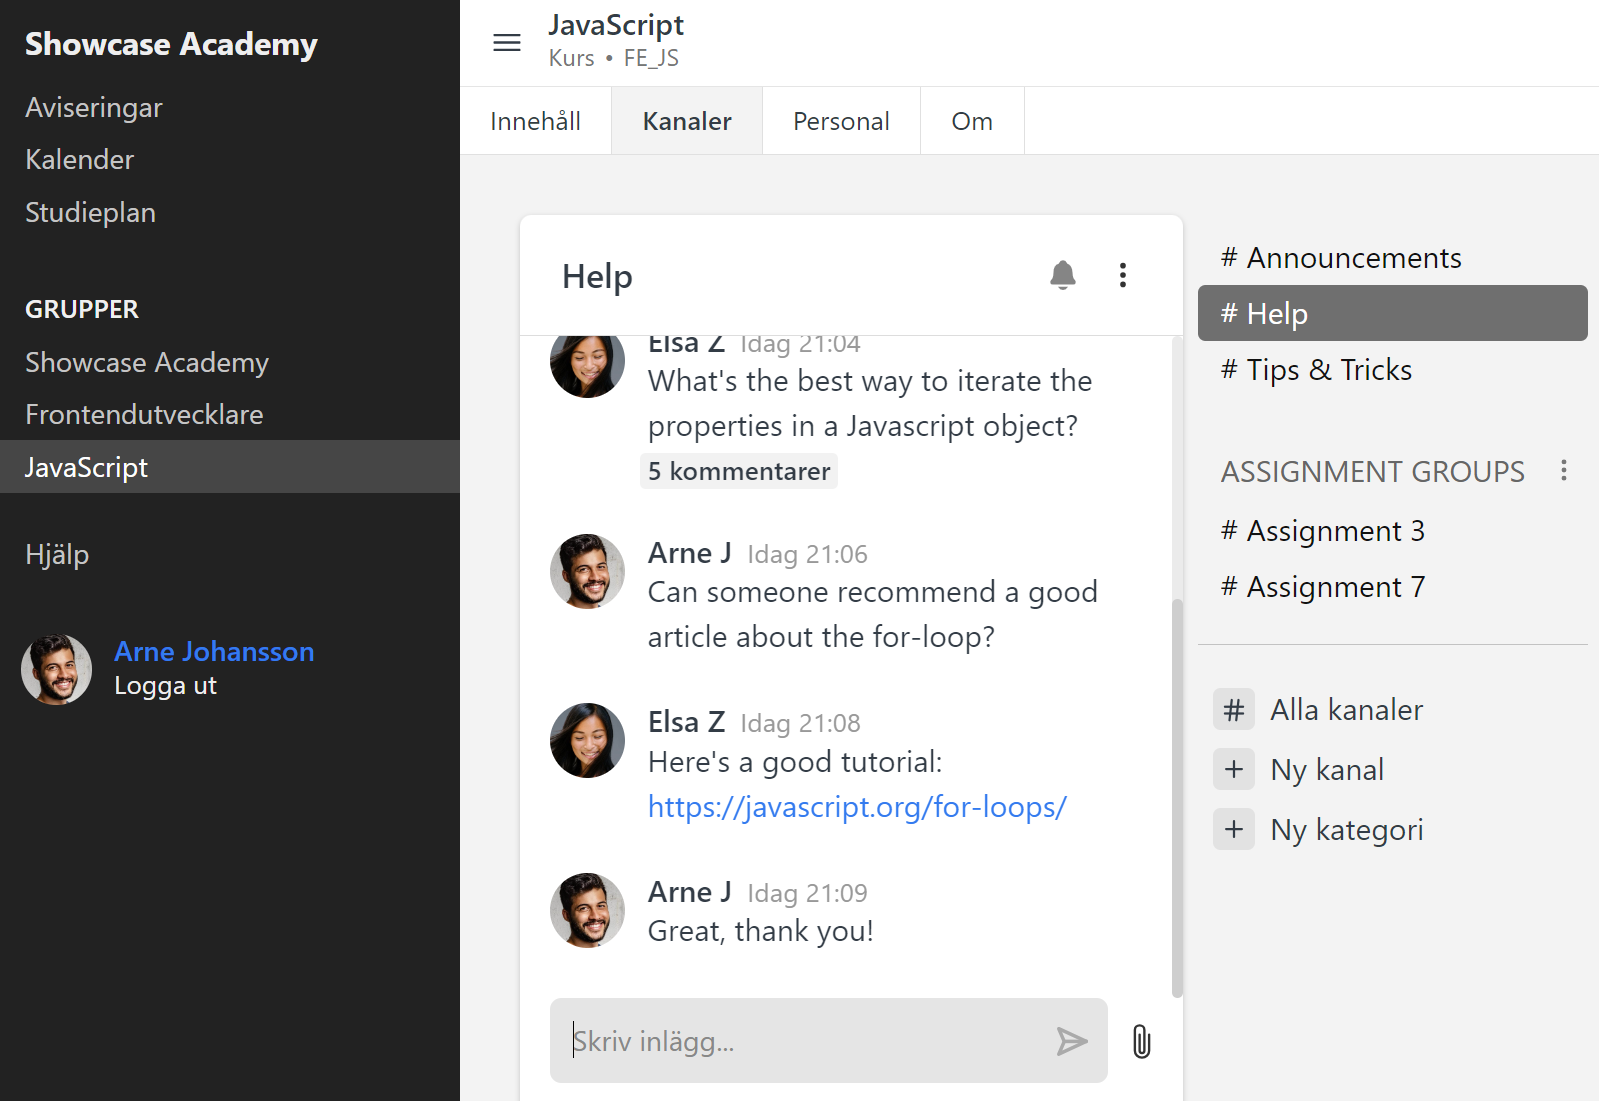 Showcase Academy
Aviseringar
Kalender
Studieplan
GRUPPER
Showcase Academy
Frontendutvecklare
JavaScript
Hjälp
Arne Johansson
Logga ut
JavaScript
Kurs • FE_JS
Innehåll
Kanaler
Personal
Om
Help
Elsa Z Idag 21:04
What's the best way to iterate the
properties in a Javascript object?
5 kommentarer
Arne J Idag 21:06
Can someone recommend a good
article about the for-loop?
Elsa Z Idag 21:08
Here's a good tutorial:
https://javascript.org/for-loops/
Arne J Idag 21:09
Great, thank you!
Skriv inlägg...
# Announcements
# Help
# Tips & Tricks
ASSIGNMENT GROUPS
# Assignment 3
# Assignment 7
# Alla kanaler
+ Ny kanal
+ Ny kategori